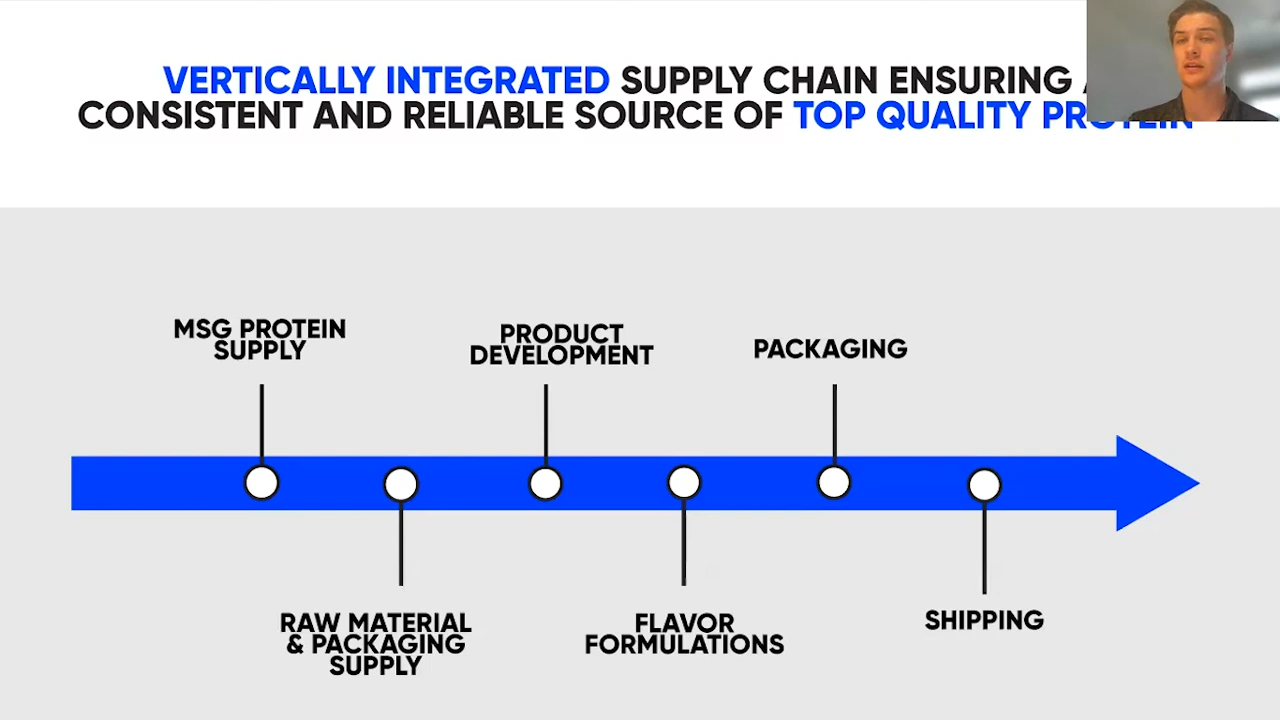 VERTICALLY INTEGRATED SUPPLY CHAIN ENSURING
CONSISTENT AND RELIABLE SOURCE OF TOP QUALITY PROTEIN
MSG PROTEIN
SUPPLY
PRODUCT
DEVELOPMENT
PACKAGING
RAW MATERIAL
& PACKAGING
SUPPLY
FLAVOR
FORMULATIONS
SHIPPING